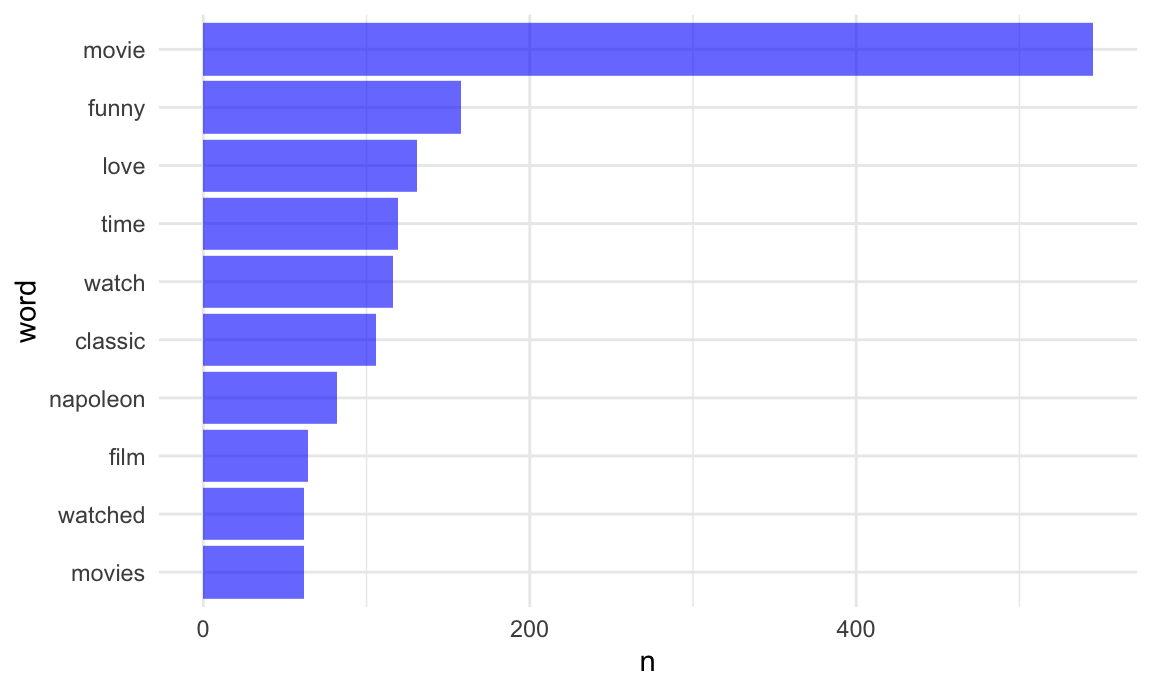 movie
funny
love
time
watch
classic
napoleon
film
watched
movies
word
0 200 400
n